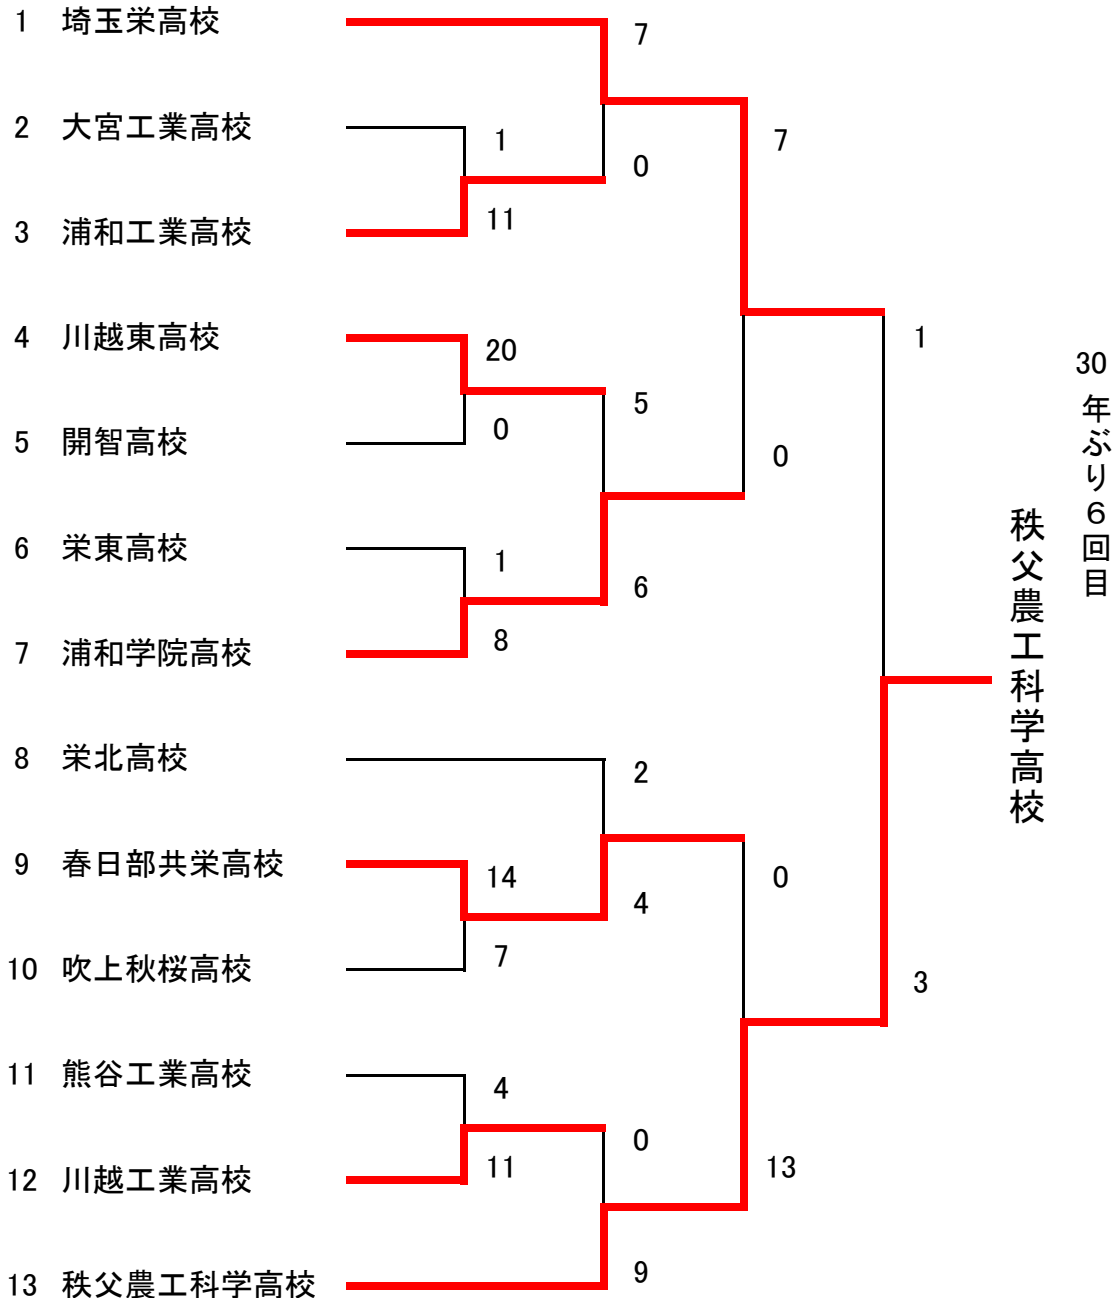 1 埼玉栄高校
7
2 大宮工業高校
1
0
7
3 浦和工業高校
11
4 川越東高校
20
5
1
5 開智高校
0
0
6 栄東高校
1
6
7 浦和学院高校
8
8 栄北高校
2
9 春日部共栄高校
14
4
0
10 吹上秋桜高校
7
3
11 熊谷工業高校
4
0
12 川越工業高校
11
13
13 秩父農工科学高校
9
秩父農工科学高校
30年ぶり6回目